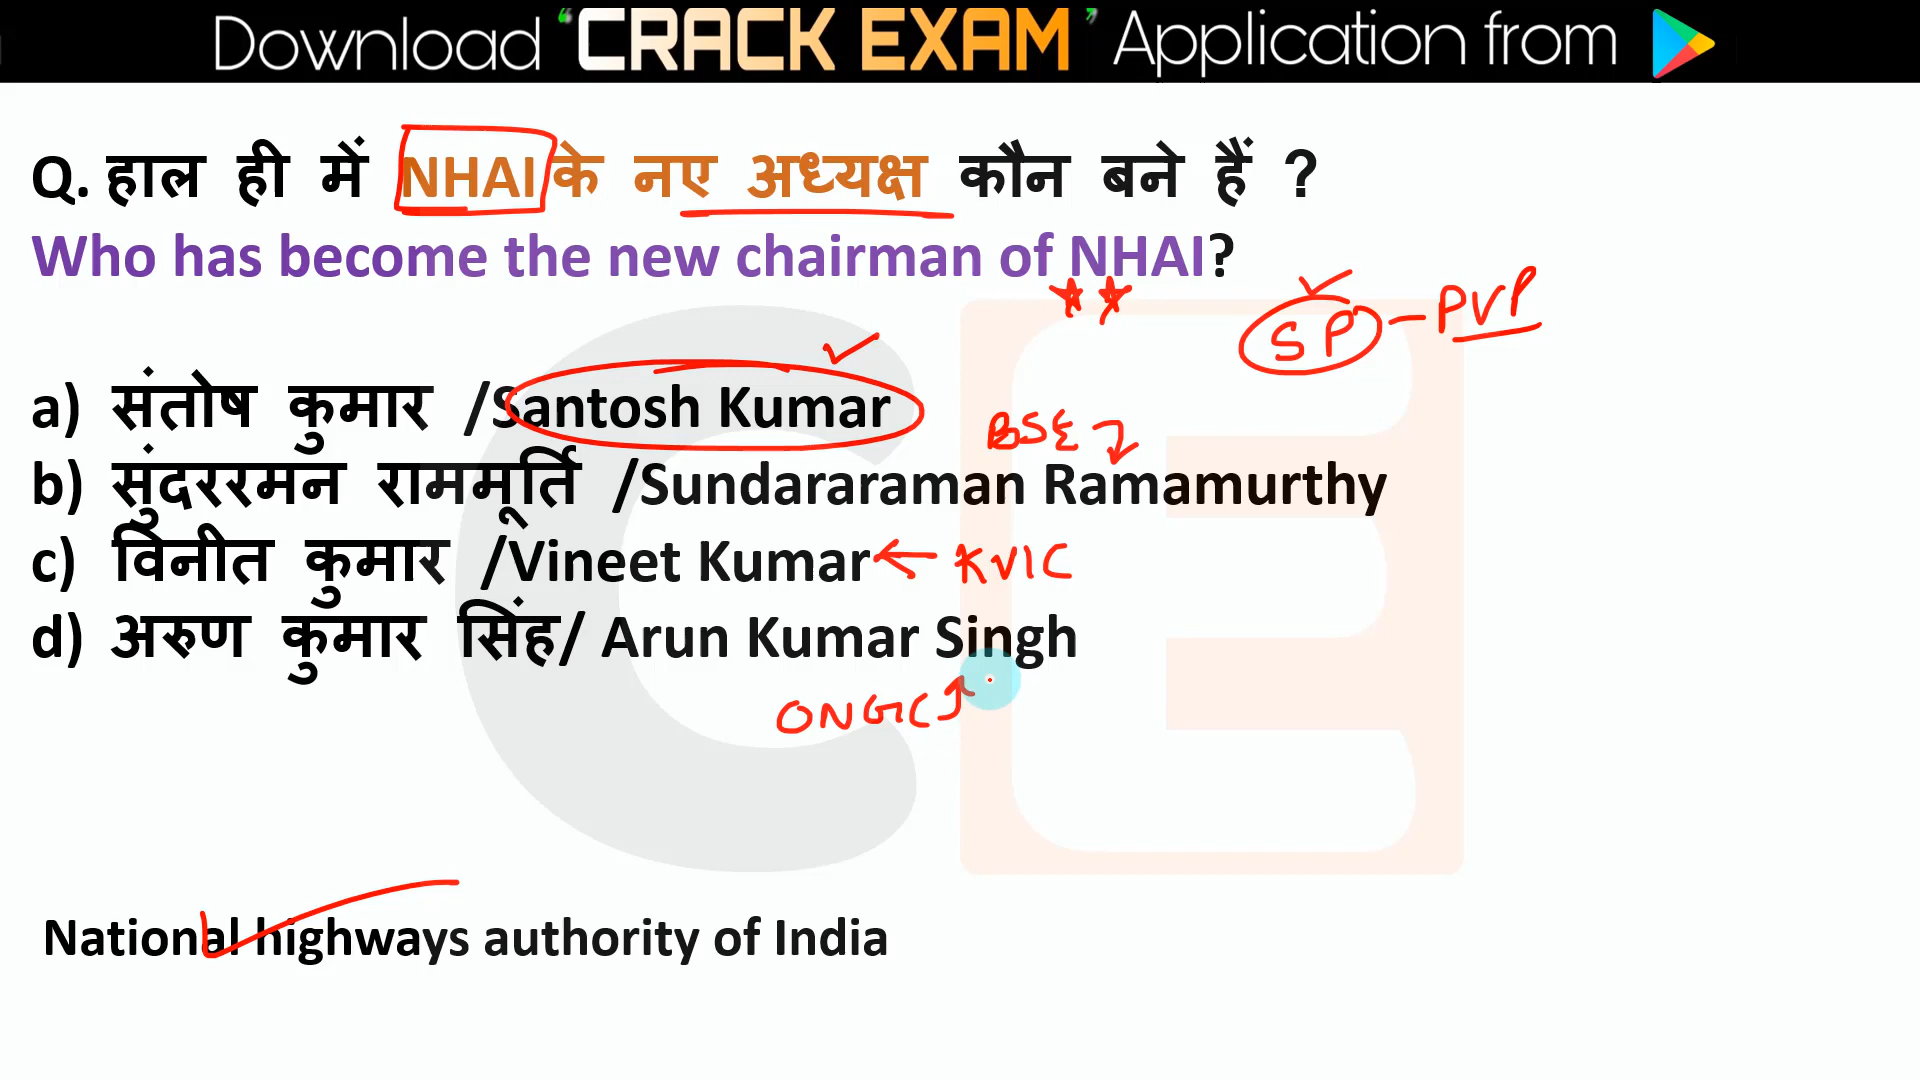 Download ‘CRACK EXAM’ Application from
Q. हाल ही में NHAI के नए अध्यक्ष कौन बने हैं ?
Who has become the new chairman of NHAI?
SP - PVP
a) संतोष कुमार /Santosh Kumar
BSE
b) सुंदररमन राममूर्ति /Sundararaman Ramamurthy
c) विनीत कुमार /Vineet Kumar ← KVIC
d) अरुण कुमार सिंह/ Arun Kumar Singh
ONGC
National highways authority of India
CE